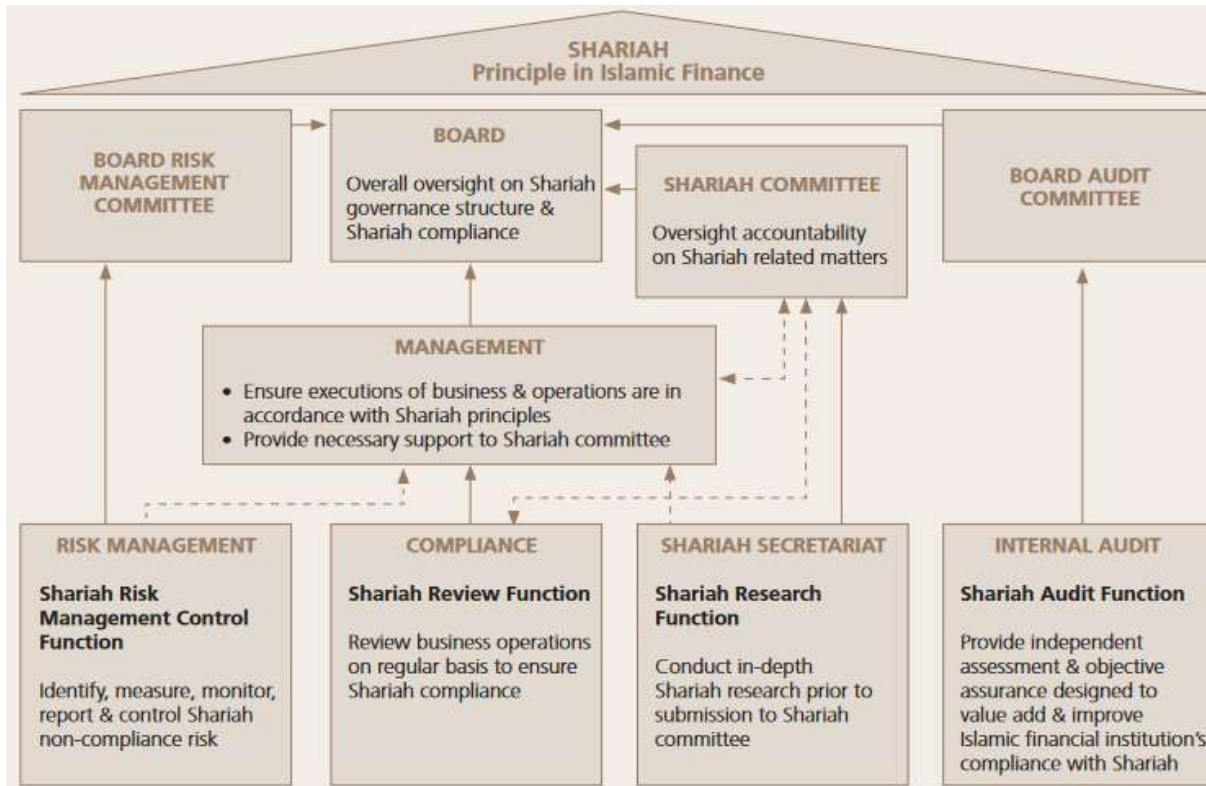 SHARIAH
Principle in Islamic Finance
BOARD RISK
MANAGEMENT
COMMITTEE
BOARD
Overall oversight on Shariah
governance structure &
Shariah compliance
SHARIAH COMMITTEE
Oversight accountability
on Shariah related matters
BOARD AUDIT
COMMITTEE
MANAGEMENT
• Ensure executions of business & operations are in
accordance with Shariah principles
• Provide necessary support to Shariah committee
RISK MANAGEMENT
Shariah Risk
Management Control
Function
Identify, measure, monitor,
report & control Shariah
non-compliance risk
COMPLIANCE
Shariah Review Function
Review business operations
on regular basis to ensure
Shariah compliance
SHARIAH SECRETARIAT
Shariah Research
Function
Conduct in-depth
Shariah research prior to
submission to Shariah
committee
INTERNAL AUDIT
Shariah Audit Function
Provide independent
assessment & objective
assurance designed to
value add & improve
Islamic financial institution's
compliance with Shariah